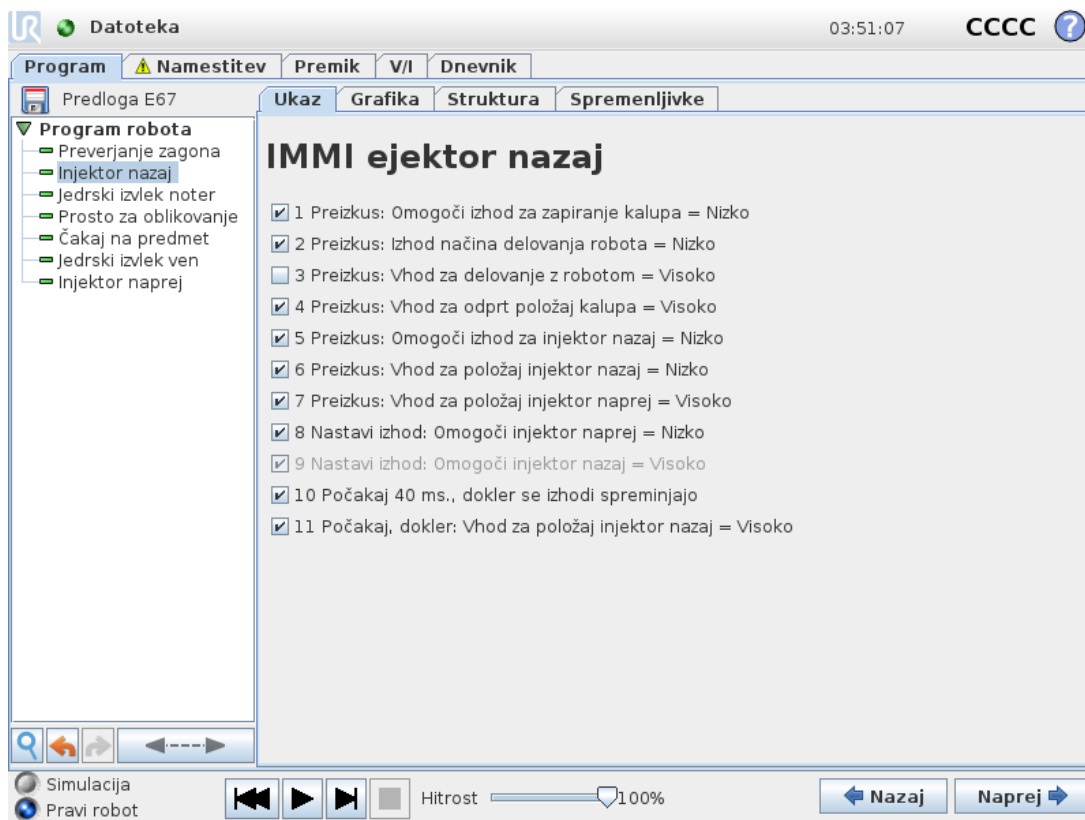 UR Datoteka 03:51:07 CCCC ?
Program Namestitev Premik V/I Dnevnik
Predloga E67
Ukaz Grafika Struktura Spremenljivke
Program robota
Preverjanje zagona
Injektor nazaj
Jedrski izvlek noter
Prosto za oblikovanje
Čakaj na predmet
Jedrski izvlek ven
Injektor naprej
IMMI ejektor nazaj
1 Preizkus: Omogoči izhod za zapiranje kalupa = Nizko
2 Preizkus: Izhod načina delovanja robota = Nizko
3 Preizkus: Vhod za delovanje z robotom = Visoko
4 Preizkus: Vhod za odprt položaj kalupa = Visoko
5 Preizkus: Omogoči izhod za injektor nazaj = Nizko
6 Preizkus: Vhod za položaj injektor nazaj = Nizko
7 Preizkus: Vhod za položaj injektor naprej = Visoko
8 Nastavi izhod: Omogoči injektor naprej = Nizko
9 Nastavi izhod: Omogoči injektor nazaj = Visoko
10 Počakaj 40 ms., dokler se izhodi spreminjajo
11 Počakaj, dokler: Vhod za položaj injektor nazaj = Visoko
Simulacija
Pravi robot
Hitrost 100%
Nazaj Naprej